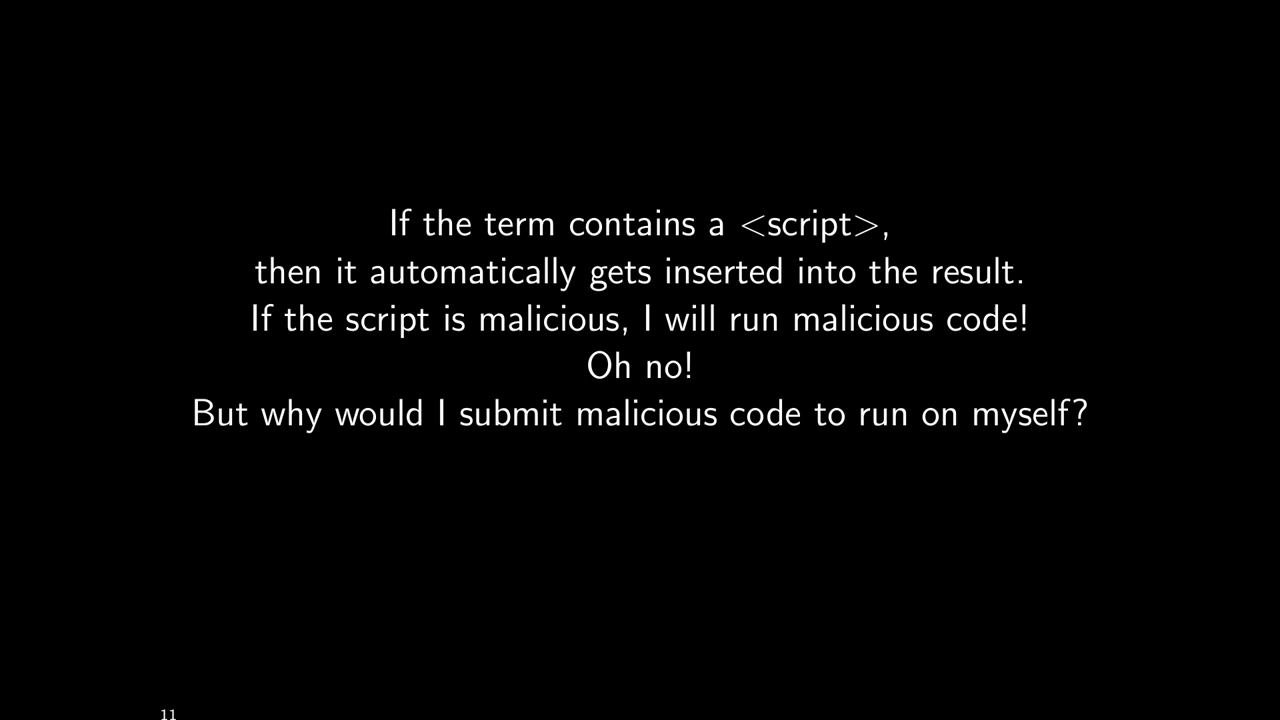 If the term contains a <script>,
then it automatically gets inserted into the result.
If the script is malicious, I will run malicious code!
Oh no!
But why would I submit malicious code to run on myself?
11